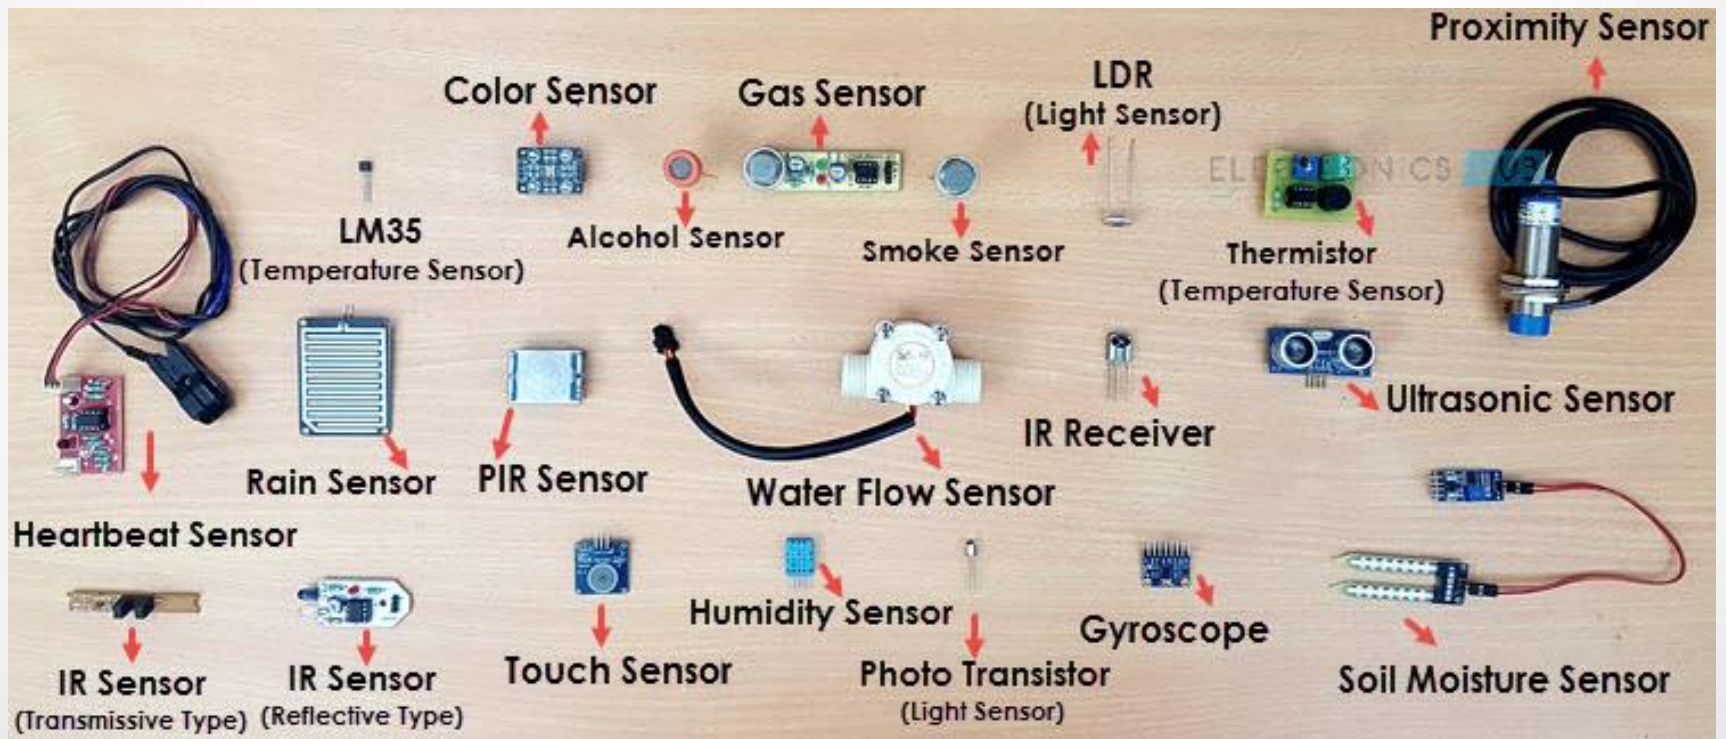 Proximity Sensor
Color Sensor
Gas Sensor
LDR
(Light Sensor)
ELECTRONICS HUB
LM35
(Temperature Sensor)
Alcohol Sensor
Smoke Sensor
Thermistor
(Temperature Sensor)
Heartbeat Sensor
Rain Sensor
PIR Sensor
Water Flow Sensor
IR Receiver
Ultrasonic Sensor
IR Sensor
(Transmissive Type)
IR Sensor
(Reflective Type)
Touch Sensor
Humidity Sensor
Photo Transistor
(Light Sensor)
Gyroscope
Soil Moisture Sensor